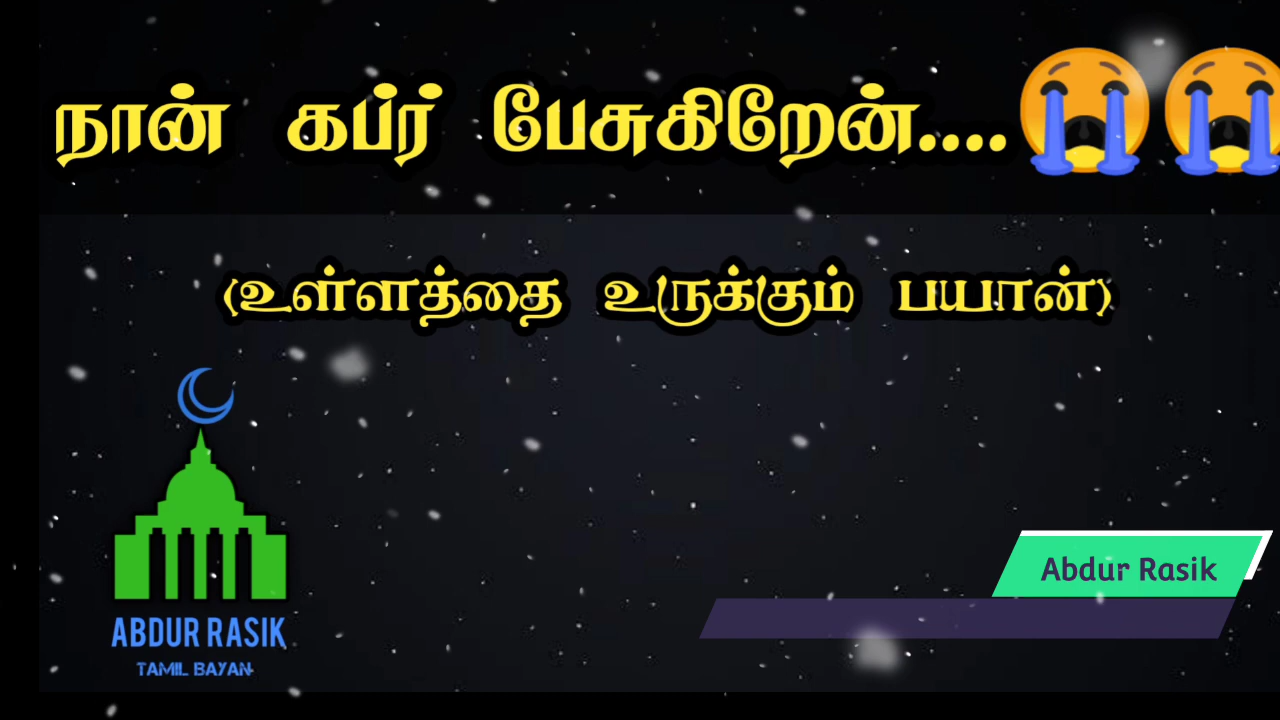 நான் கப்ர் பேசுகிறேன்....😭😭
(உள்ளத்தை உருக்கும் பயான்)
Abdur Rasik
ABDUR RASIK
TAMIL BAYAN